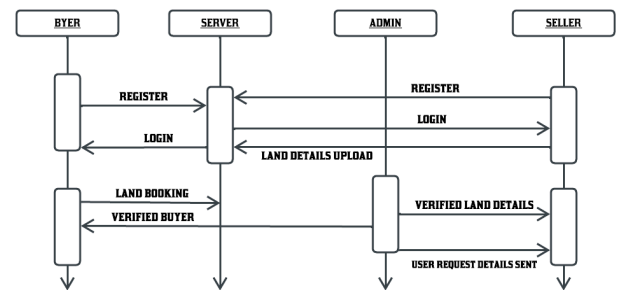 BYER
SERVER
ADMIN
SELLER
REGISTER
REGISTER
LOGIN
LOGIN
LAND DETAILS UPLOAD
LAND BOOKING
VERIFIED LAND DETAILS
VERIFIED BUYER
USER REQUEST DETAILS SENT